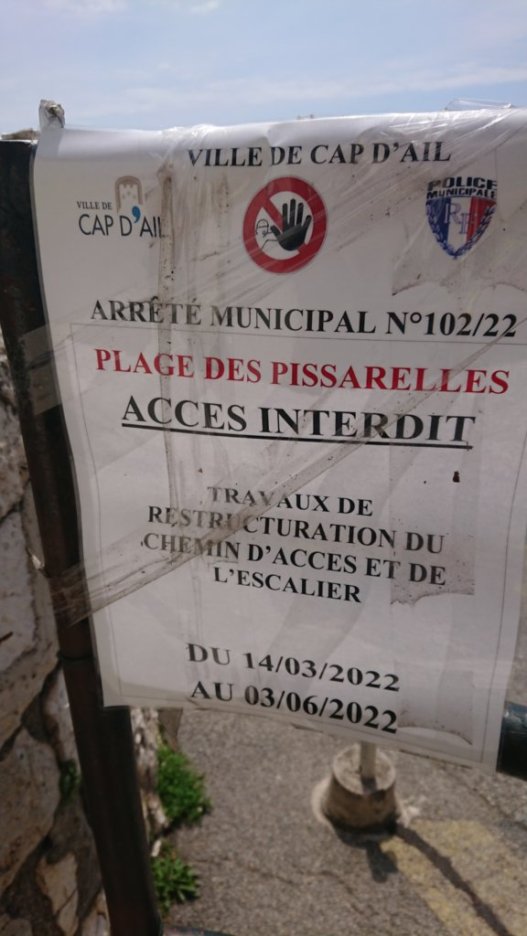 VILLE DE CAP D'AIL
VILLE DE
CAP D'AIL
POLICE
MUNICIPALE
RF
ARRÊTÉ MUNICIPAL N°102/22
PLAGE DES PISSARELLES
ACCES INTERDIT
TRAVAUX DE
RESTRUCTURATION DU
CHEMIN D'ACCES ET DE
L'ESCALIER
DU 14/03/2022
AU 03/06/2022